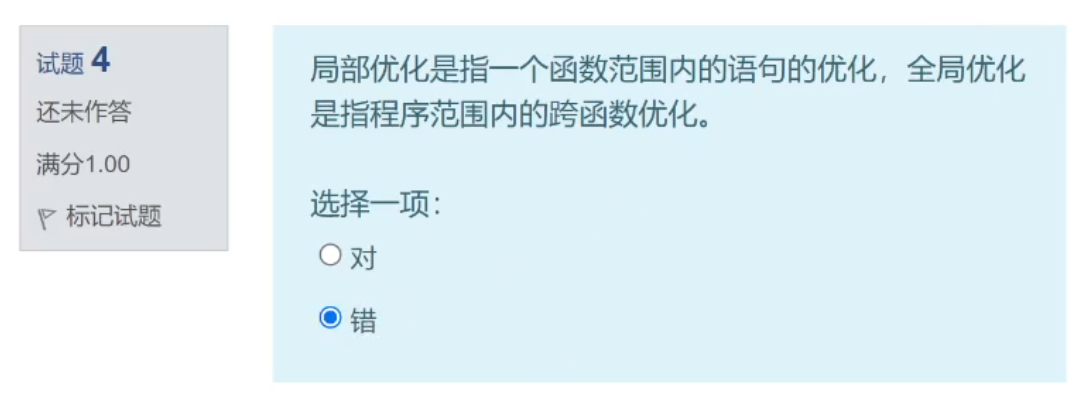 试题 4
还未作答
满分1.00
标记试题
局部优化是指一个函数范围内的语句的优化，全局优化
是指程序范围内的跨函数优化。
选择一项：
对
错